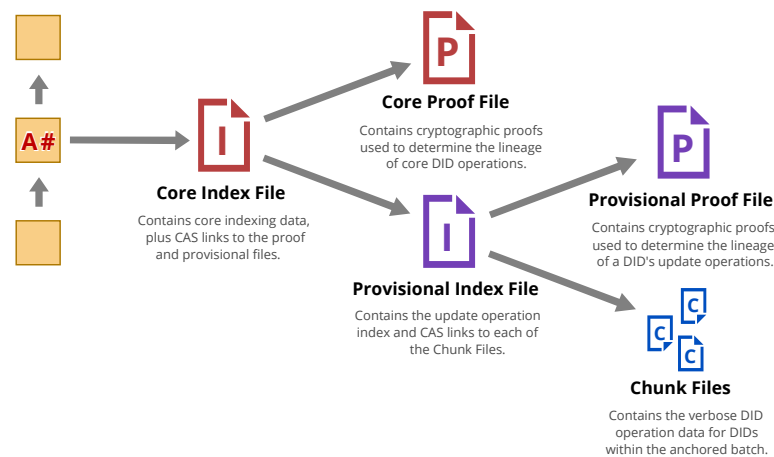 P
Core Proof File
Contains cryptographic proofs
used to determine the lineage
of core DID operations.
A#
I
Core Index File
Contains core indexing data,
plus CAS links to the proof
and provisional files.
P
Provisional Proof File
Contains cryptographic proofs
used to determine the lineage
of a DID's update operations.
I
Provisional Index File
Contains the update operation
index and CAS links to each of
the Chunk Files.
C
C
C
Chunk Files
Contains the verbose DID
operation data for DIDs
within the anchored batch.